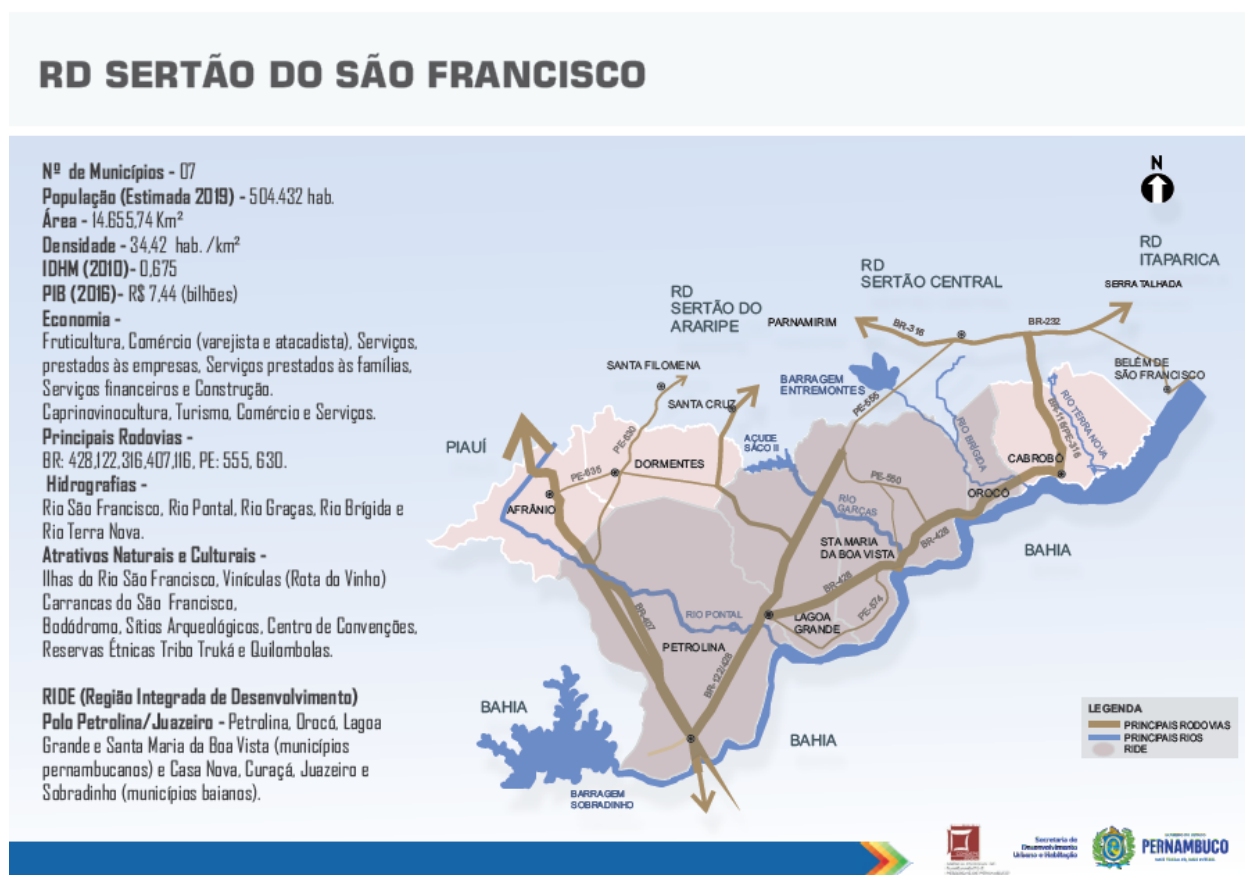 RD SERTÃO DO SÃO FRANCISCO
Nº de Municípios - 07
População (Estimada 2019) - 504.432 hab.
Área - 14.655,74 Km²
Densidade - 34,42 hab. /km²
IDHM (2010)- 0,675
PIB (2016)- R$ 7,44 (bilhões)
Economia -
Fruticultura, Comércio (varejista e atacadista), Serviços,
prestados às empresas, Serviços prestados às famílias,
Serviços financeiros e Construção.
Caprinovinocultura, Turismo, Comércio e Serviços.
Principais Rodovias -
BR: 428,122,316,407,116, PE: 555, 630.
Hidrografias -
Rio São Francisco, Rio Pontal, Rio Graças, Rio Brígida e
Rio Terra Nova.
Atrativos Naturais e Culturais -
Ilhas do Rio São Francisco, Vinículas (Rota do Vinho)
Carrancas do São Francisco,
Bodódromo, Sítios Arqueológicos, Centro de Convenções,
Reservas Étnicas Tribo Truká e Quilombolas.
RIDE (Região Integrada de Desenvolvimento)
Polo Petrolina/Juazeiro - Petrolina, Orocó, Lagoa
Grande e Santa Maria da Boa Vista (municípios
pernambucanos) e Casa Nova, Curaçá, Juazeiro e
Sobradinho (municípios baianos).
N
RD
ITAPARICA
RD
SERTÃO CENTRAL
SERRA TALHADA
RD
SERTÃO DO
ARARIPE
PARNAMIRIM
BR-316
BR-232
BELÉM DE
SÃO FRANCISCO
SANTA FILOMENA
BARRAGEM
ENTREMONTES
SANTA CRUZ
PE-555
RIO BRÍGIDA
BR-116/PE-316
RIO TERRA NOVA
PIAUÍ
PE-630
AÇUDE
SACO II
CABROBÓ
PE-635
DORMENTES
PE-550
OROCÓ
AFRÂNIO
RIO
GARÇAS
STA MARIA
DA BOA VISTA
BR-428
BAHIA
BR-428
PE-574
BR-407
RIO PONTAL
LAGOA
GRANDE
PETROLINA
BR-122/428
BAHIA
BAHIA
BARRAGEM
SOBRADINHO
LEGENDA
PRINCIPAIS RODOVIAS
PRINCIPAIS RIOS
RIDE
Secretaria de
Desenvolvimento
Urbano e Habitação
PERNAMBUCO